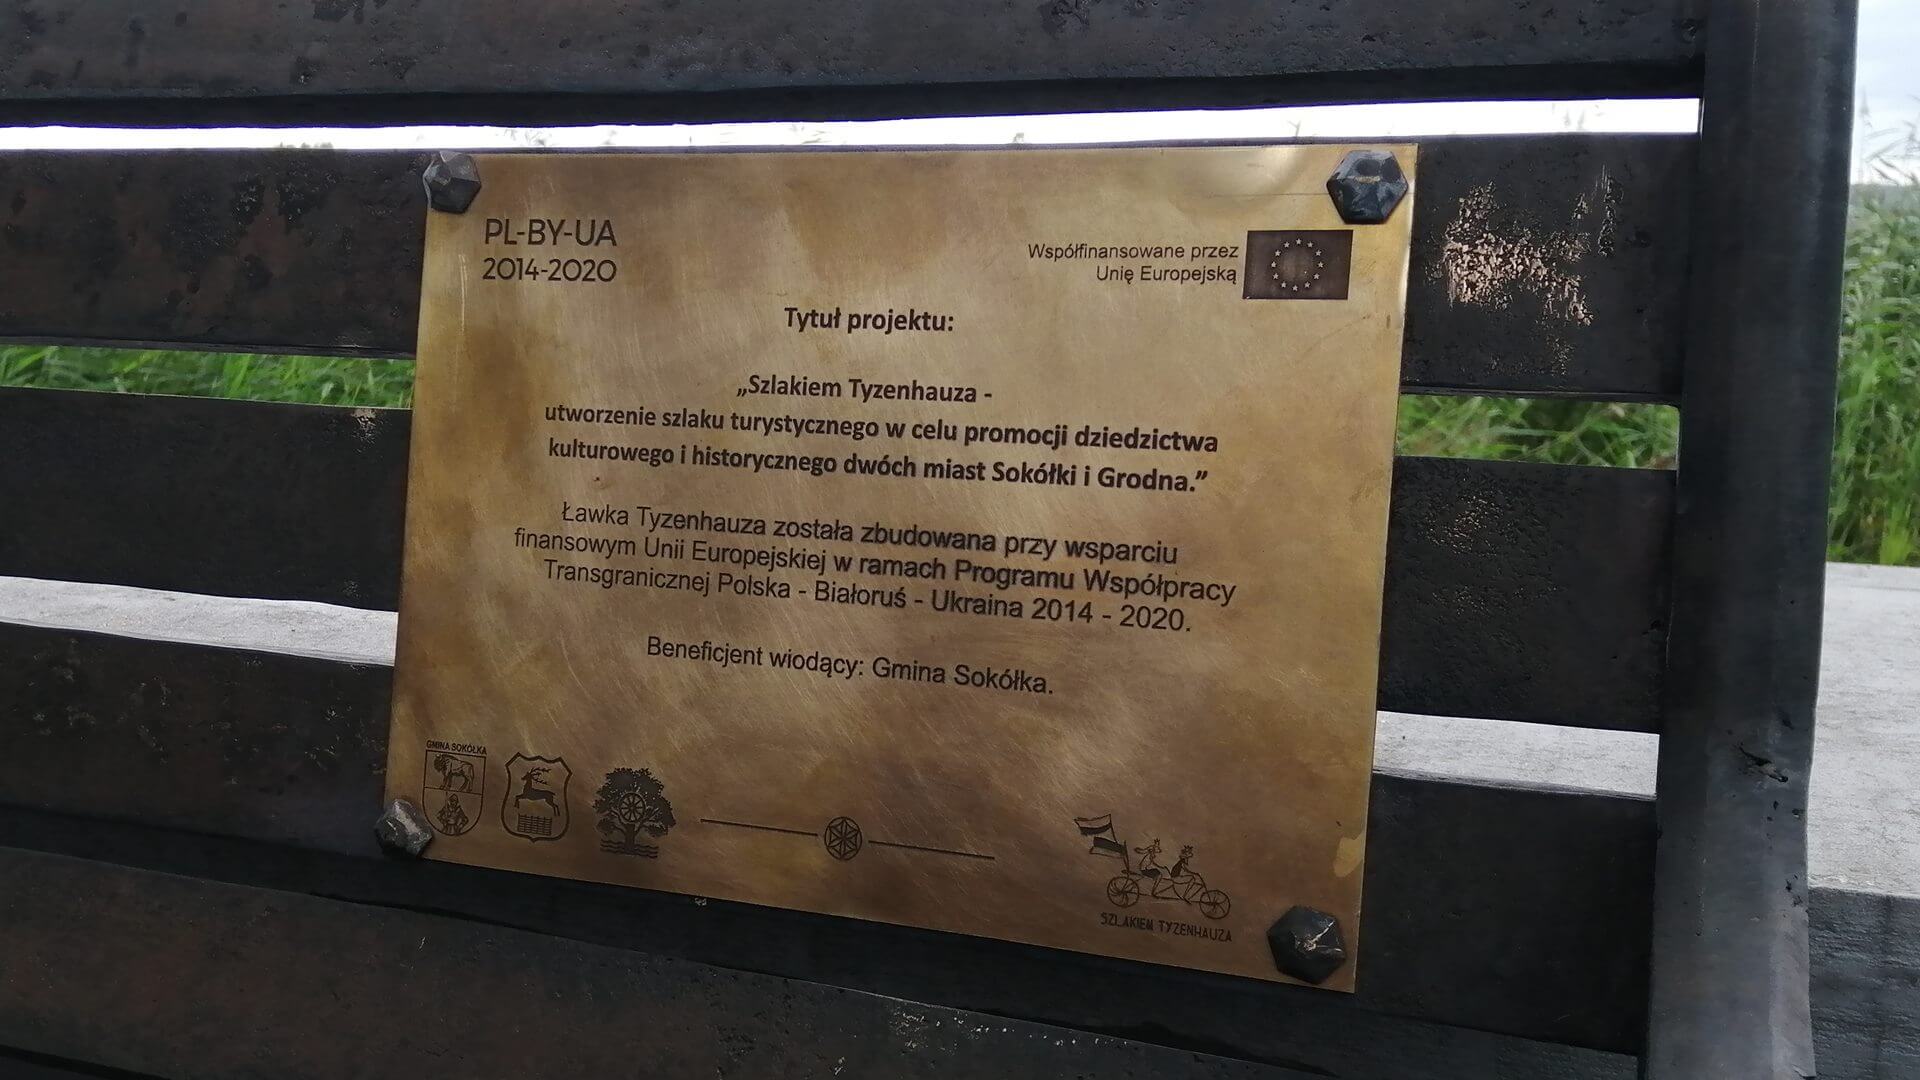 PL-BY-UA
2014-2020
Współfinansowane przez
Unię Europejską
Tytuł projektu:
„Szlakiem Tyzenhauza -
utworzenie szlaku turystycznego w celu promocji dziedzictwa
kulturowego i historycznego dwóch miast Sokółki i Grodna.”
Ławka Tyzenhauza została zbudowana przy wsparciu
finansowym Unii Europejskiej w ramach Programu Współpracy
Transgranicznej Polska - Białoruś - Ukraina 2014 - 2020.
Beneficjent wiodący: Gmina Sokółka.
GMINA SOKÓŁKA
SZLAKIEM TYZENHAUZA